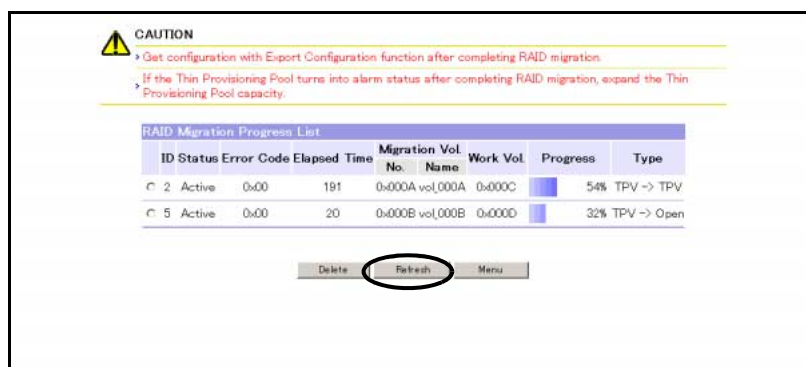 CAUTION
Get configuration with Export Configuration function after completing RAID migration.
If the Thin Provisioning Pool turns into alarm status after completing RAID migration, expand the Thin
Provisioning Pool capacity.
RAID Migration Progress List
ID Status Error Code Elapsed Time Migration Vol. No. Name Work Vol. Progress Type
2 Active 0x00 191 0x000A vol_000A 0x000C 54% TPV -> TPV
5 Active 0x00 20 0x000B vol_000B 0x000D 32% TPV -> Open
Delete Refresh Menu